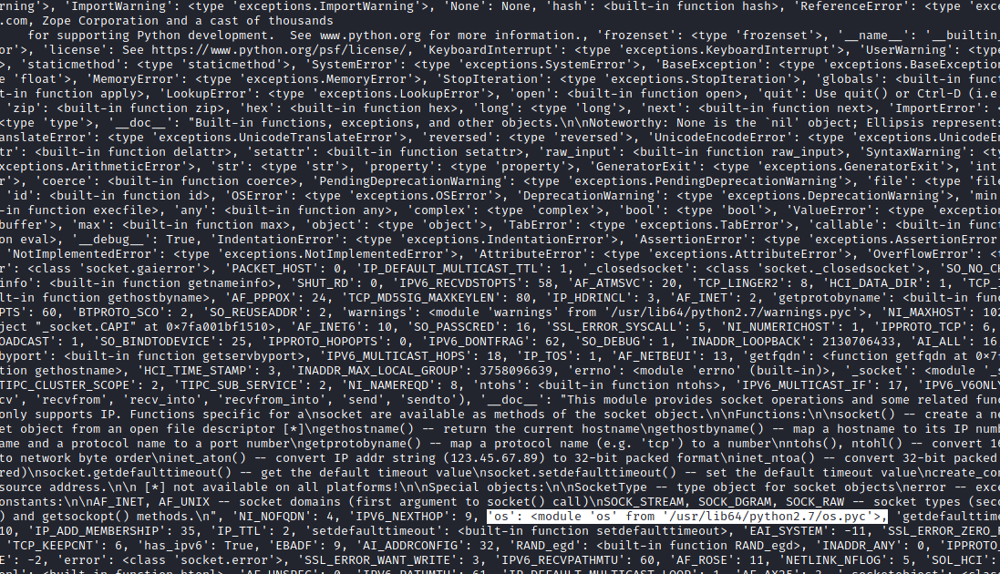 rning'>, 'ImportWarning': <type 'exceptions.ImportWarning'>, 'None': None, 'hash': <built-in function hash>, 'ReferenceError': <type 'exce
.com, Zope Corporation and a cast of thousands
for supporting Python development.  See www.python.org for more information., 'frozenset': <type 'frozenset'>, '__name__': '__builtin_
or'>, 'license': See https://www.python.org/psf/license/, 'KeyboardInterrupt': <type 'exceptions.KeyboardInterrupt'>, 'UserWarning': <type
>, 'staticmethod': <type 'staticmethod'>, 'SystemError': <type 'exceptions.SystemError'>, 'BaseException': <type 'exceptions.BaseException
e 'float'>, 'MemoryError': <type 'exceptions.MemoryError'>, 'StopIteration': <type 'exceptions.StopIteration'>, 'globals': <built-in funct
t-in function apply>, 'LookupError': <type 'exceptions.LookupError'>, 'open': <built-in function open>, 'quit': Use quit() or Ctrl-D (i.e
'zip': <built-in function zip>, 'hex': <built-in function hex>, 'long': <type 'long'>, 'next': <built-in function next>, 'ImportError': <t
<type 'type'>, '__doc__': "Built-in functions, exceptions, and other objects.\n\nNoteworthy: None is the `nil' object; Ellipsis represents
anslateError': <type 'exceptions.UnicodeTranslateError'>, 'reversed': <type 'reversed'>, 'UnicodeEncodeError': <type 'exceptions.UnicodeEn
tr': <built-in function delattr>, 'setattr': <built-in function setattr>, 'raw_input': <built-in function raw_input>, 'SyntaxWarning': <ty
xceptions.ArithmeticError'>, 'str': <type 'str'>, 'property': <type 'property'>, 'GeneratorExit': <type 'exceptions.GeneratorExit'>, 'int'
r'>, 'coerce': <built-in function coerce>, 'PendingDeprecationWarning': <type 'exceptions.PendingDeprecationWarning'>, 'file': <type 'file
'id': <built-in function id>, 'OSError': <type 'exceptions.OSError'>, 'DeprecationWarning': <type 'exceptions.DeprecationWarning'>, 'min'
in function execfile>, 'any': <built-in function any>, 'complex': <type 'complex'>, 'bool': <type 'bool'>, 'ValueError': <type 'exceptions
buffer'>, 'max': <built-in function max>, 'object': <type 'object'>, 'TabError': <type 'exceptions.TabError'>, 'callable': <built-in funct
on eval>, '__debug__': True, 'IndentationError': <type 'exceptions.IndentationError'>, 'AssertionError': <type 'exceptions.AssertionError
'NotImplementedError': <type 'exceptions.NotImplementedError'>, 'AttributeError': <type 'exceptions.AttributeError'>, 'OverflowError': <ty
r': <class 'socket.gaierror'>, 'PACKET_HOST': 0, 'IP_DEFAULT_MULTICAST_TTL': 1, '_closedsocket': <class 'socket._closedsocket'>, 'SO_NO_CH
info': <built-in function getnameinfo>, 'SHUT_RD': 0, 'IPV6_RECVDSTOPTS': 58, 'AF_ATMSVC': 20, 'TCP_LINGER2': 8, 'HCI_DATA_DIR': 1, 'TCP_I
lt-in function gethostbyname>, 'AF_PPPOX': 24, 'TCP_MD5SIG_MAXKEYLEN': 80, 'IP_HDRINCL': 3, 'AF_INET': 2, 'getprotobyname': <built-in func
PTS': 60, 'BTPROTO_SCO': 2, 'SO_REUSEADDR': 2, 'warnings': <module 'warnings' from '/usr/lib64/python2.7/warnings.pyc'>, 'NI_MAXHOST': 102
ject "_socket.CAPI" at 0x7fa001bf1510>, 'AF_INET6': 10, 'SO_PASSCRED': 16, 'SSL_ERROR_SYSCALL': 5, 'NI_NUMERICHOST': 1, 'IPPROTO_TCP': 6,
OADCAST': 1, 'SO_BINDTODEVICE': 25, 'IPPROTO_HOPOPTS': 0, 'IPV6_DONTFRAG': 62, 'SO_DEBUG': 1, 'INADDR_LOOPBACK': 2130706433, 'AI_ALL': 16
byport': <built-in function getservbyport>, 'IPV6_MULTICAST_HOPS': 18, 'IP_TOS': 1, 'AF_NETBEUI': 13, 'getfqdn': <function getfqdn at 0x7f
tion gethostname>, 'HCI_TIME_STAMP': 3, 'INADDR_MAX_LOCAL_GROUP': 3758096639, 'errno': <module 'errno' (built-in)>, '_socket': <module '_s
TIPC_CLUSTER_SCOPE': 2, 'TIPC_SUB_SERVICE': 2, 'NI_NAMEREQD': 8, 'ntohs': <built-in function ntohs>, 'IPV6_MULTICAST_IF': 17, 'IPV6_V6ONLY
cv', 'recvfrom', 'recv_into', 'recvfrom_into', 'send', 'sendto'), '__doc__': "This module provides socket operations and some related func
only supports IP. Functions specific for a\nsocket are available as methods of the socket object.\n\nFunctions:\n\nsocket() -- create a ne
et object from an open file descriptor [*]\ngethostname() -- return the current hostname\ngethostbyname() -- map a hostname to its IP numb
ame and a protocol name to a port number\ngetprotobyname() -- map a protocol name (e.g. 'tcp') to a number\nntohs(), ntohl() -- convert 16
to network byte order\ninet_aton() -- convert IP addr string (123.45.67.89) to 32-bit packed format\ninet_ntoa() -- convert 32-bit packed
red)\nsocket.getdefaulttimeout() -- get the default timeout value\nsocket.setdefaulttimeout() -- set the default timeout value\ncreate_con
source address.\n\n [*] not available on all platforms!\n\nSpecial objects:\n\nSocketType -- type object for socket objects\nerror -- exce
onstants:\n\nAF_INET, AF_UNIX -- socket domains (first argument to socket() call)\nSOCK_STREAM, SOCK_DGRAM, SOCK_RAW -- socket types (seco
) and getsockopt() methods.\n", 'NI_NOFQDN': 4, 'IPV6_NEXTHOP': 9, 'os': <module 'os' from '/usr/lib64/python2.7/os.pyc'>, 'getdefaulttime
10, 'IP_ADD_MEMBERSHIP': 35, 'IP_TTL': 2, 'setdefaulttimeout': <built-in function setdefaulttimeout>, 'EAI_SYSTEM': -11, 'SSL_ERROR_ZERO_R
'TCP_KEEPCNT': 6, 'has_ipv6': True, 'EBADF': 9, 'AI_ADDRCONFIG': 32, 'RAND_egd': <built-in function RAND_egd>, 'INADDR_ANY': 0, 'IPPROTO
E': -2, 'error': <class 'socket.error'>, 'SSL_ERROR_WANT_WRITE': 3, 'IPV6_RECVPATHMTU': 60, 'AF_ROSE': 11, 'NETLINK_NFLOG': 5, 'SOL_HCI':